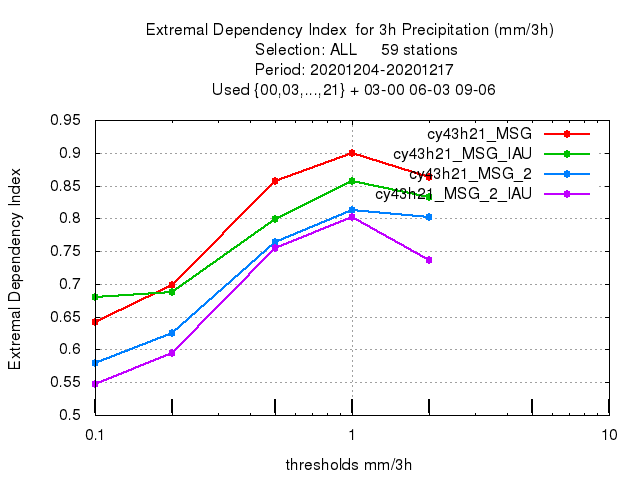 Extremal Dependency Index  for 3h Precipitation (mm/3h)
Selection: ALL     59 stations
Period: 20201204-20201217
Used {00,03,...,21} + 03-00 06-03 09-06
Extremal Dependency Index
0.95
0.9
0.85
0.8
0.75
0.7
0.65
0.6
0.55
0.5
cy43h21_MSG
cy43h21_MSG_IAU
cy43h21_MSG_2
cy43h21_MSG_2_IAU
0.1
1
10
thresholds mm/3h